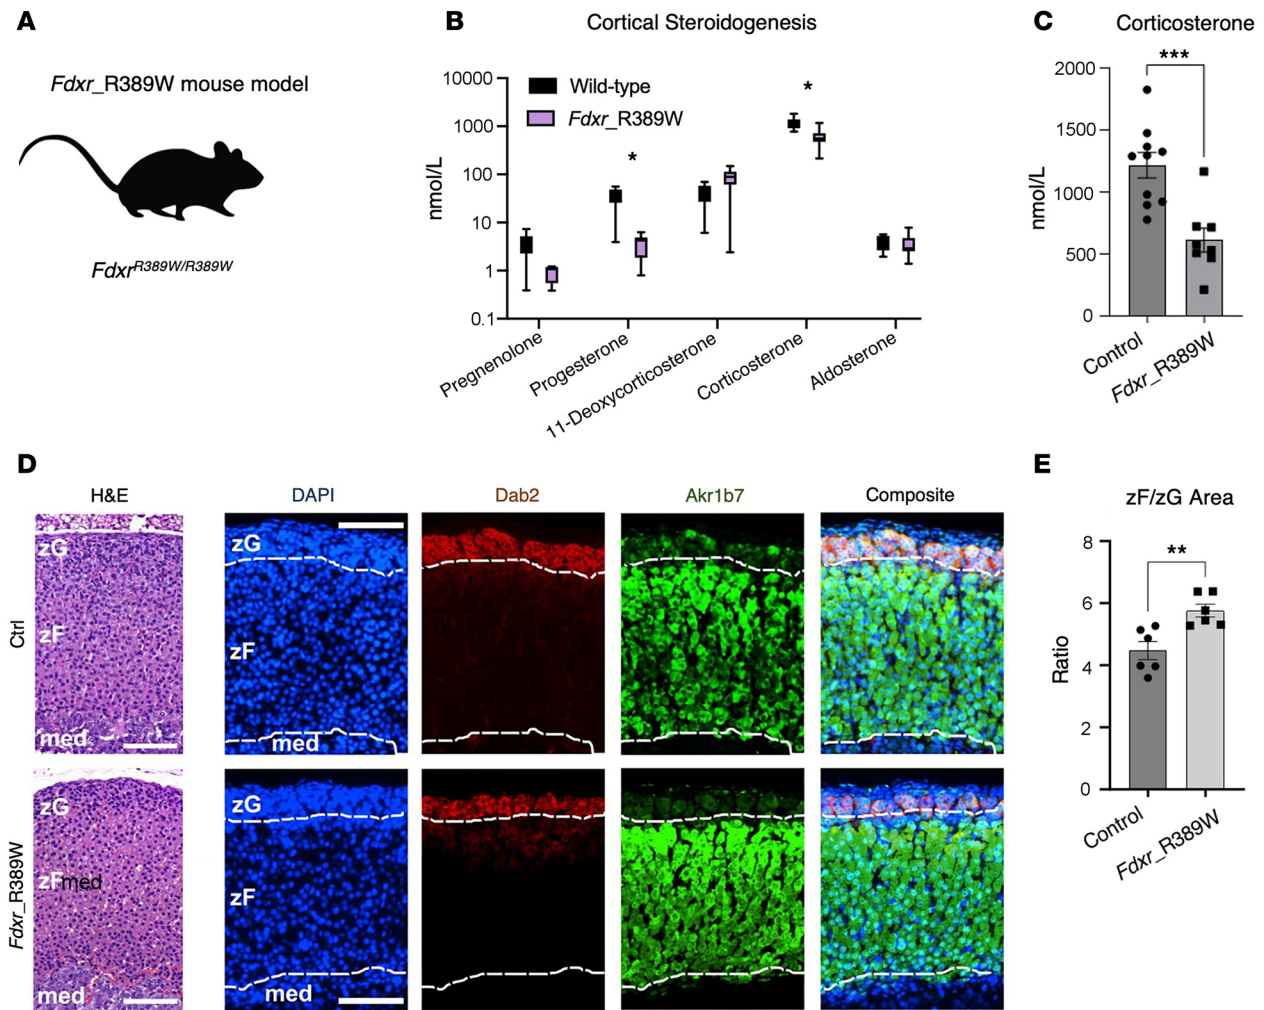 A
Fdxr_R389W mouse model
FdxrR389W/R389W
B
Cortical Steroidogenesis
Wild-type
Fdxr_R389W
nmol/L
10000
1000
100
10
1
0.1
*
*
Pregnenolone
Progesterone
11-Deoxycorticosterone
Corticosterone
Aldosterone
C
Corticosterone
***
nmol/L
2000
1500
1000
500
0
Control
Fdxr_R389W
D
H&E
DAPI
Dab2
Akr1b7
Composite
Ctrl
zG
zF
med
zG
zF
med
Fdxr_R389W
zG
zFmed
med
zG
zF
med
E
zF/zG Area
**
Ratio
8
6
4
2
0
Control
Fdxr_R389W